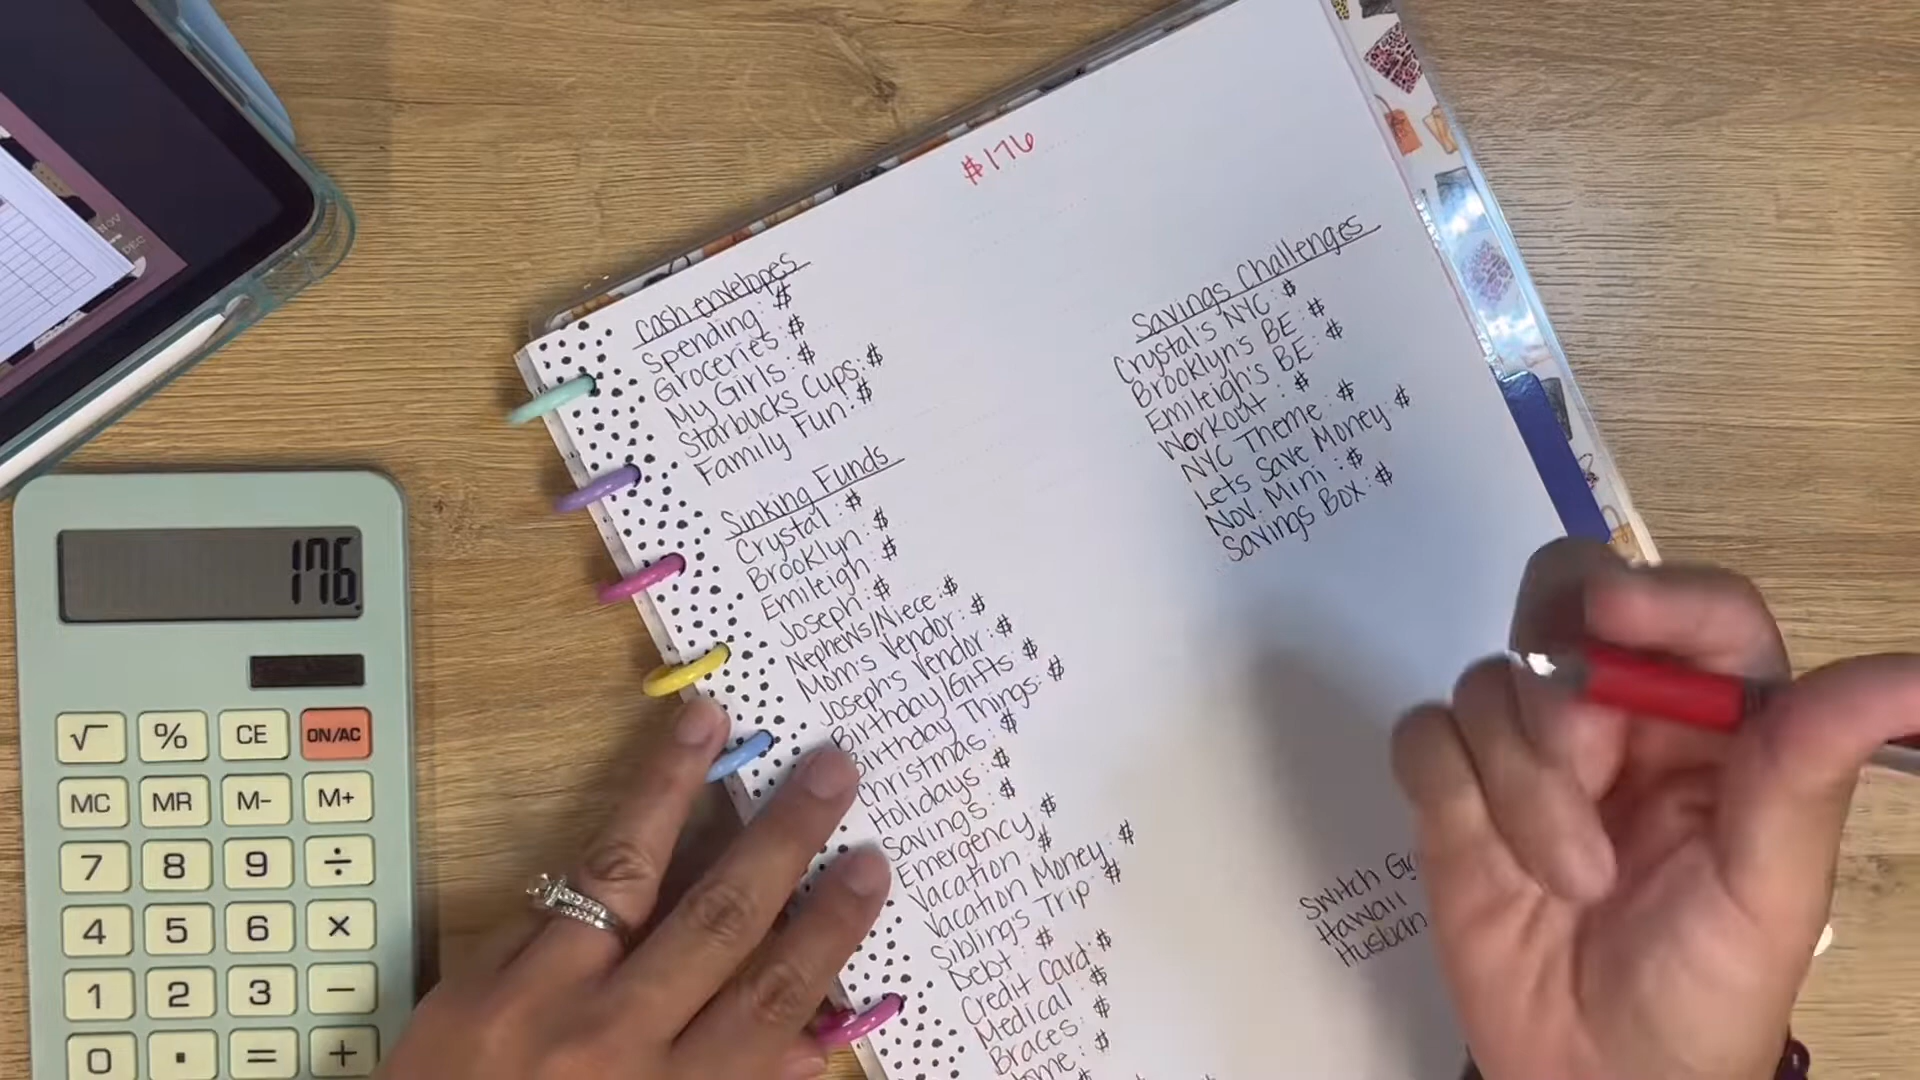 $176
Cash envelopes
Spending: $
Groceries: $
My Girls: $
Starbucks Cups: $
Family Fun: $
Sinking Funds
Crystal: $
Brooklyn: $
Emileigh: $
Joseph: $
Nephews/Niece: $
Mom's Vendor: $
Joseph's Vendor: $
Birthday/Gifts $
Birthday Things: $
Christmas: $
Holidays: $
Savings: $
Emergency $
Vacation: $
Vacation Money: $
Sibling's Trip $
Debt: $
Credit Card: $
Medical: $
Braces: $
Savings Challenges
Crystal's NYC: $
Brooklyn's BE: $
Emileigh's BE: $
Workout: $
NYC Theme: $
Lets Save Money $
Nov. Mini: $
Savings Box: $
Switch
Hawaii
176.
√ % CE ON/AC
MC MR M- M+
7 8 9 ÷
4 5 6 ×
1 2 3 −
0 . = +
NOV
DEC